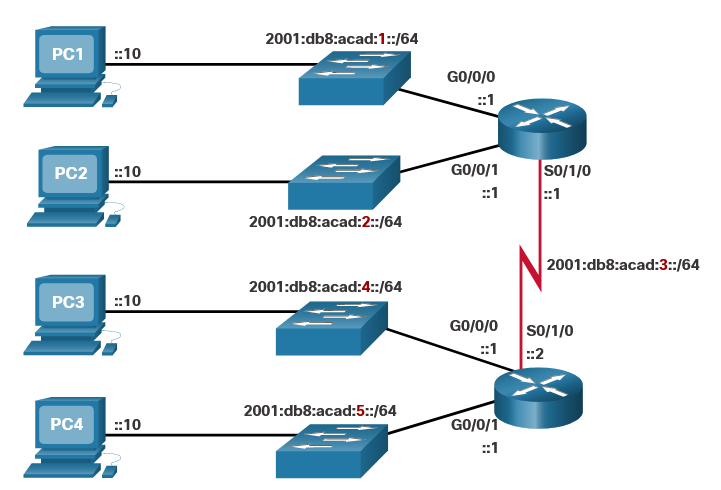 PC1
::10
2001:db8:acad:1::/64
G0/0/0
::1
PC2
::10
2001:db8:acad:2::/64
G0/0/1
::1
S0/1/0
::1
2001:db8:acad:3::/64
PC3
::10
2001:db8:acad:4::/64
G0/0/0
::1
S0/1/0
::2
PC4
::10
2001:db8:acad:5::/64
G0/0/1
::1